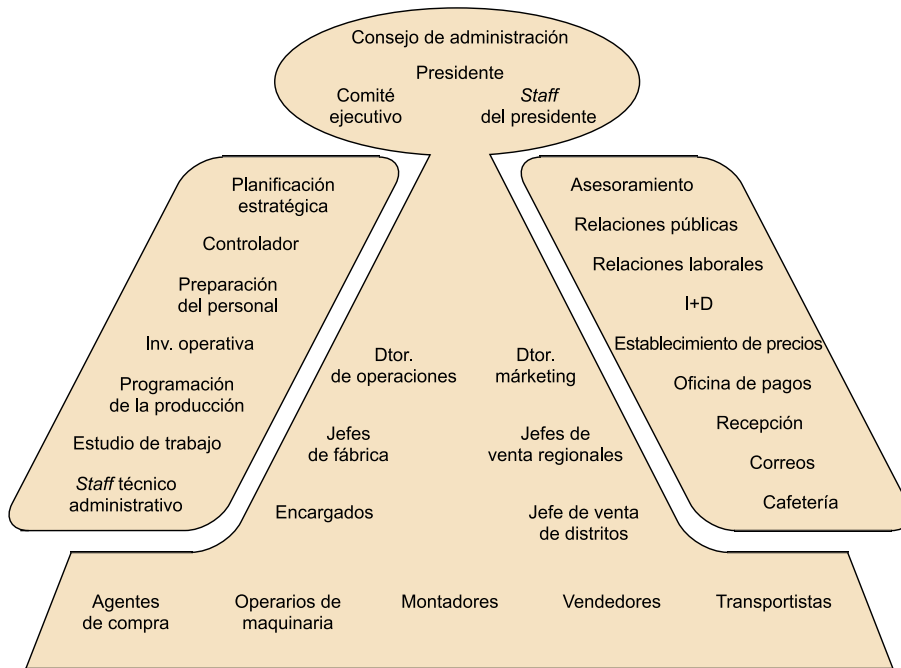 Consejo de administración
Presidente
Comité
ejecutivo
Staff
del presidente
Planificación
estratégica
Controlador
Preparación
del personal
Inv. operativa
Programación
de la producción
Estudio de trabajo
Staff técnico
administrativo
Dtor.
de operaciones
Jefes
de fábrica
Encargados
Dtor.
márketing
Jefes de
venta regionales
Jefe de venta
de distritos
Asesoramiento
Relaciones públicas
Relaciones laborales
I+D
Establecimiento de precios
Oficina de pagos
Recepción
Correos
Cafetería
Agentes
de compra
Operarios de
maquinaria
Montadores
Vendedores
Transportistas